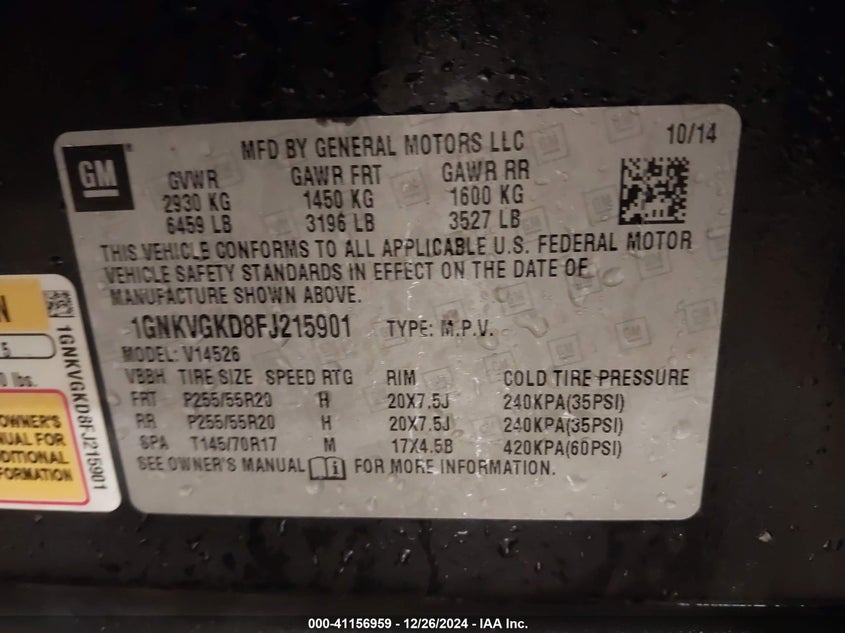 GM
MFD BY GENERAL MOTORS LLC 10/14
GVWR GAWR FRT GAWR RR
2930 KG 1450 KG 1600 KG
6459 LB 3196 LB 3527 LB
THIS VEHICLE CONFORMS TO ALL APPLICABLE U.S. FEDERAL MOTOR
VEHICLE SAFETY STANDARDS IN EFFECT ON THE DATE OF
MANUFACTURE SHOWN ABOVE.
1GNKVGKD8FJ215901 TYPE: M.P.V.
MODEL: V14526
VBBH TIRE SIZE SPEED RTG RIM COLD TIRE PRESSURE
FRT P255/55R20 H 20X7.5J 240KPA(35PSI)
RR P255/55R20 H 20X7.5J 240KPA(35PSI)
SPA T145/70R17 M 17X4.5B 420KPA(60PSI)
SEE OWNER'S MANUAL FOR MORE INFORMATION.
lbs.
OWNER'S
FOR
1GNKVGKD8FJ215901
000-41156959 – 12/26/2024 – IAA Inc.